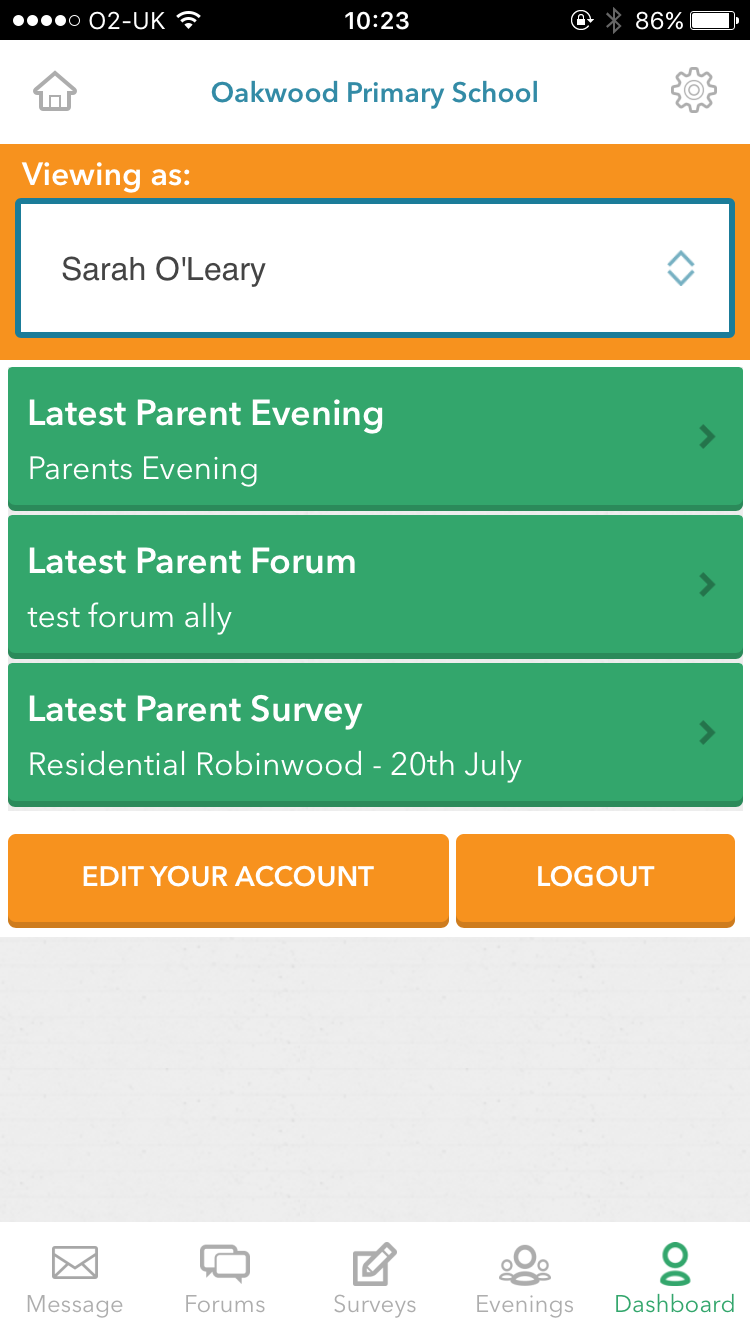 O2-UK 10:23 86%
Oakwood Primary School
Viewing as:
Sarah O'Leary
Latest Parent Evening
Parents Evening
Latest Parent Forum
test forum ally
Latest Parent Survey
Residential Robinwood - 20th July
EDIT YOUR ACCOUNT LOGOUT
Message Forums Surveys Evenings Dashboard